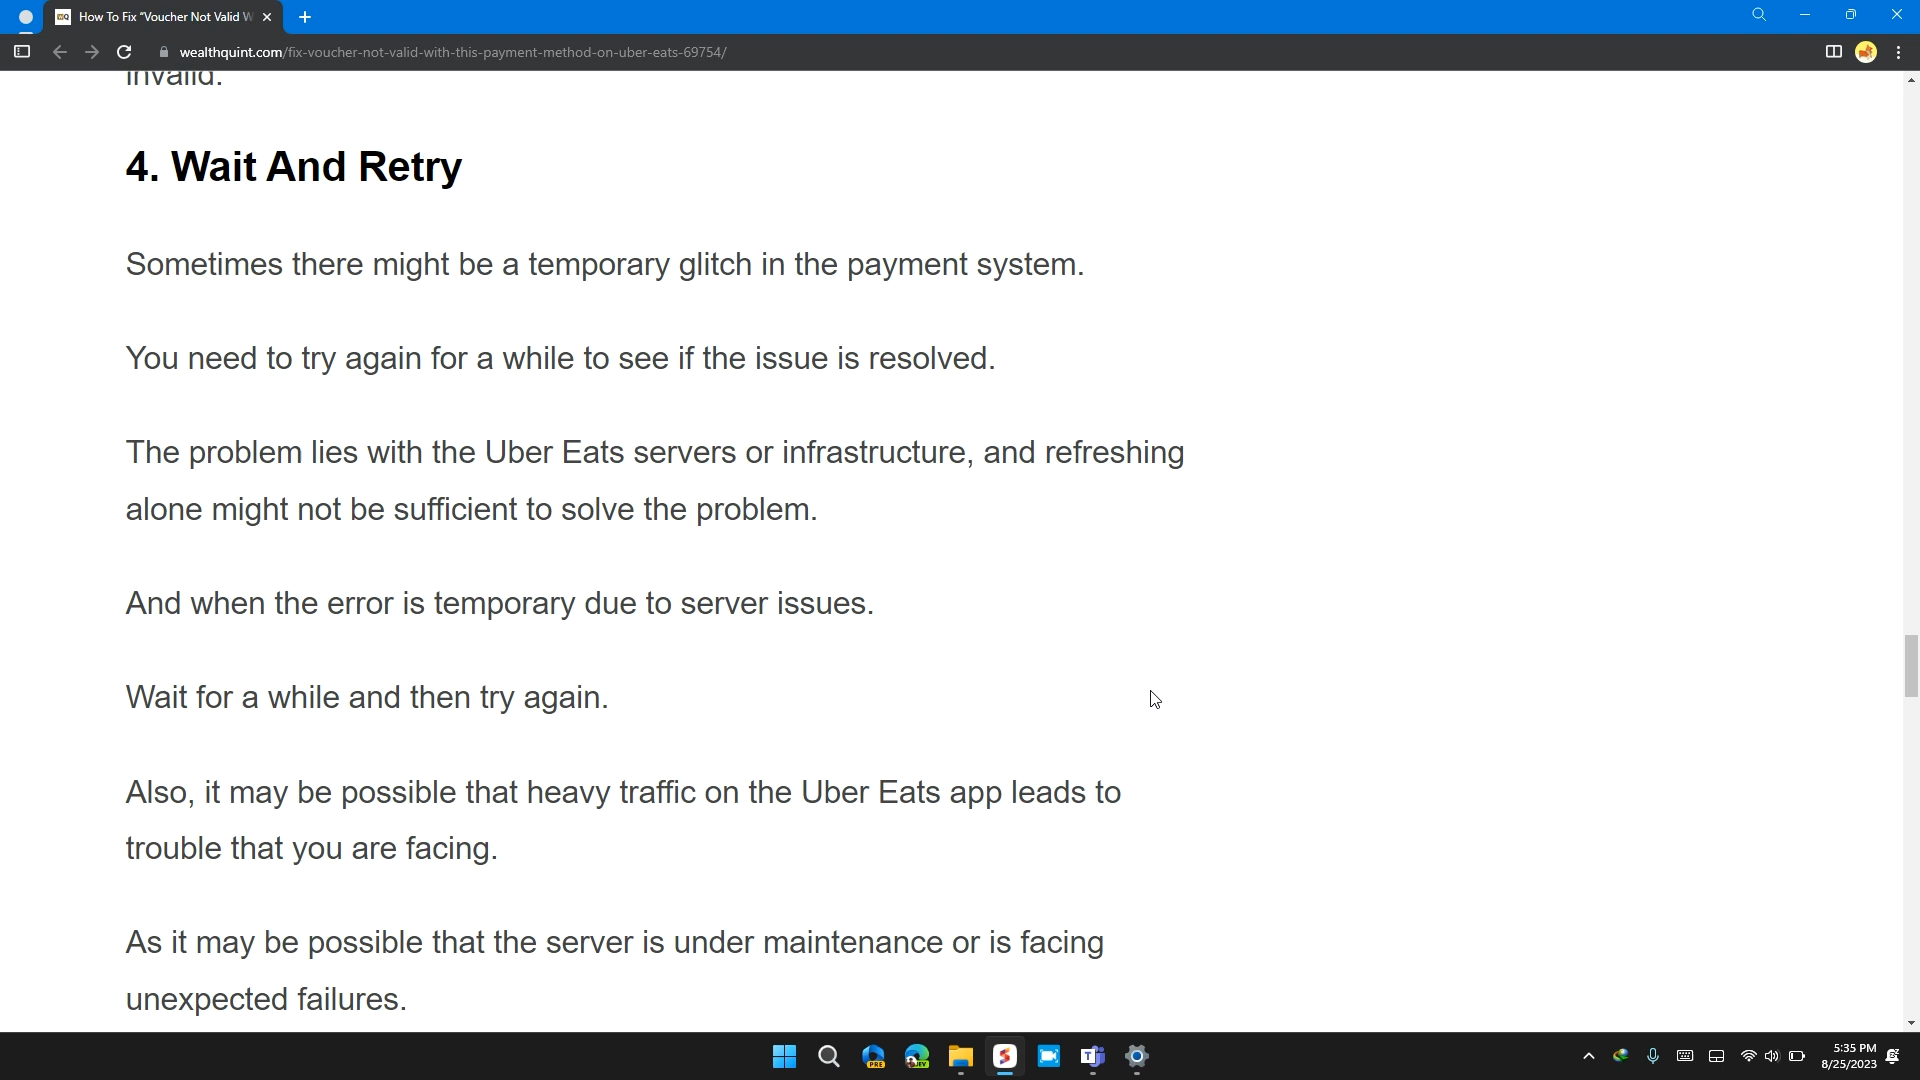 How To Fix "Voucher Not Valid W
wealthquint.com/fix-voucher-not-valid-with-this-payment-method-on-uber-eats-69754/
invalid.
4. Wait And Retry
Sometimes there might be a temporary glitch in the payment system.
You need to try again for a while to see if the issue is resolved.
The problem lies with the Uber Eats servers or infrastructure, and refreshing
alone might not be sufficient to solve the problem.
And when the error is temporary due to server issues.
Wait for a while and then try again.
Also, it may be possible that heavy traffic on the Uber Eats app leads to
trouble that you are facing.
As it may be possible that the server is under maintenance or is facing
unexpected failures.
PRE
5:35 PM
8/25/2023